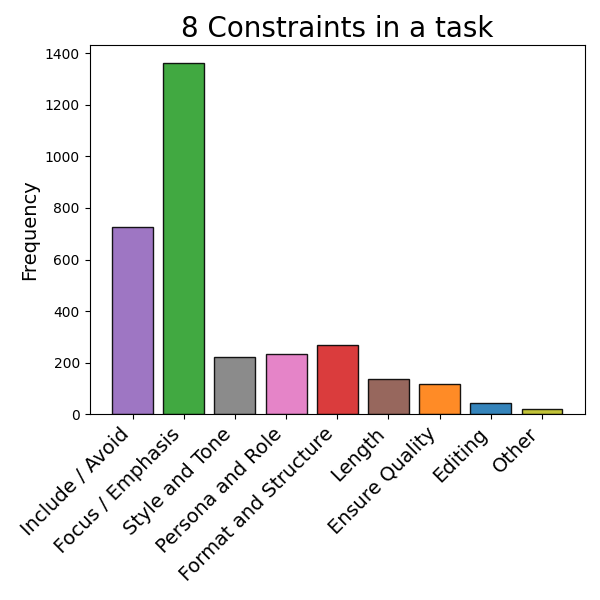 8 Constraints in a task
Frequency
1400
1200
1000
800
600
400
200
0
Include / Avoid
Focus / Emphasis
Style and Tone
Persona and Role
Format and Structure
Length
Ensure Quality
Editing
Other